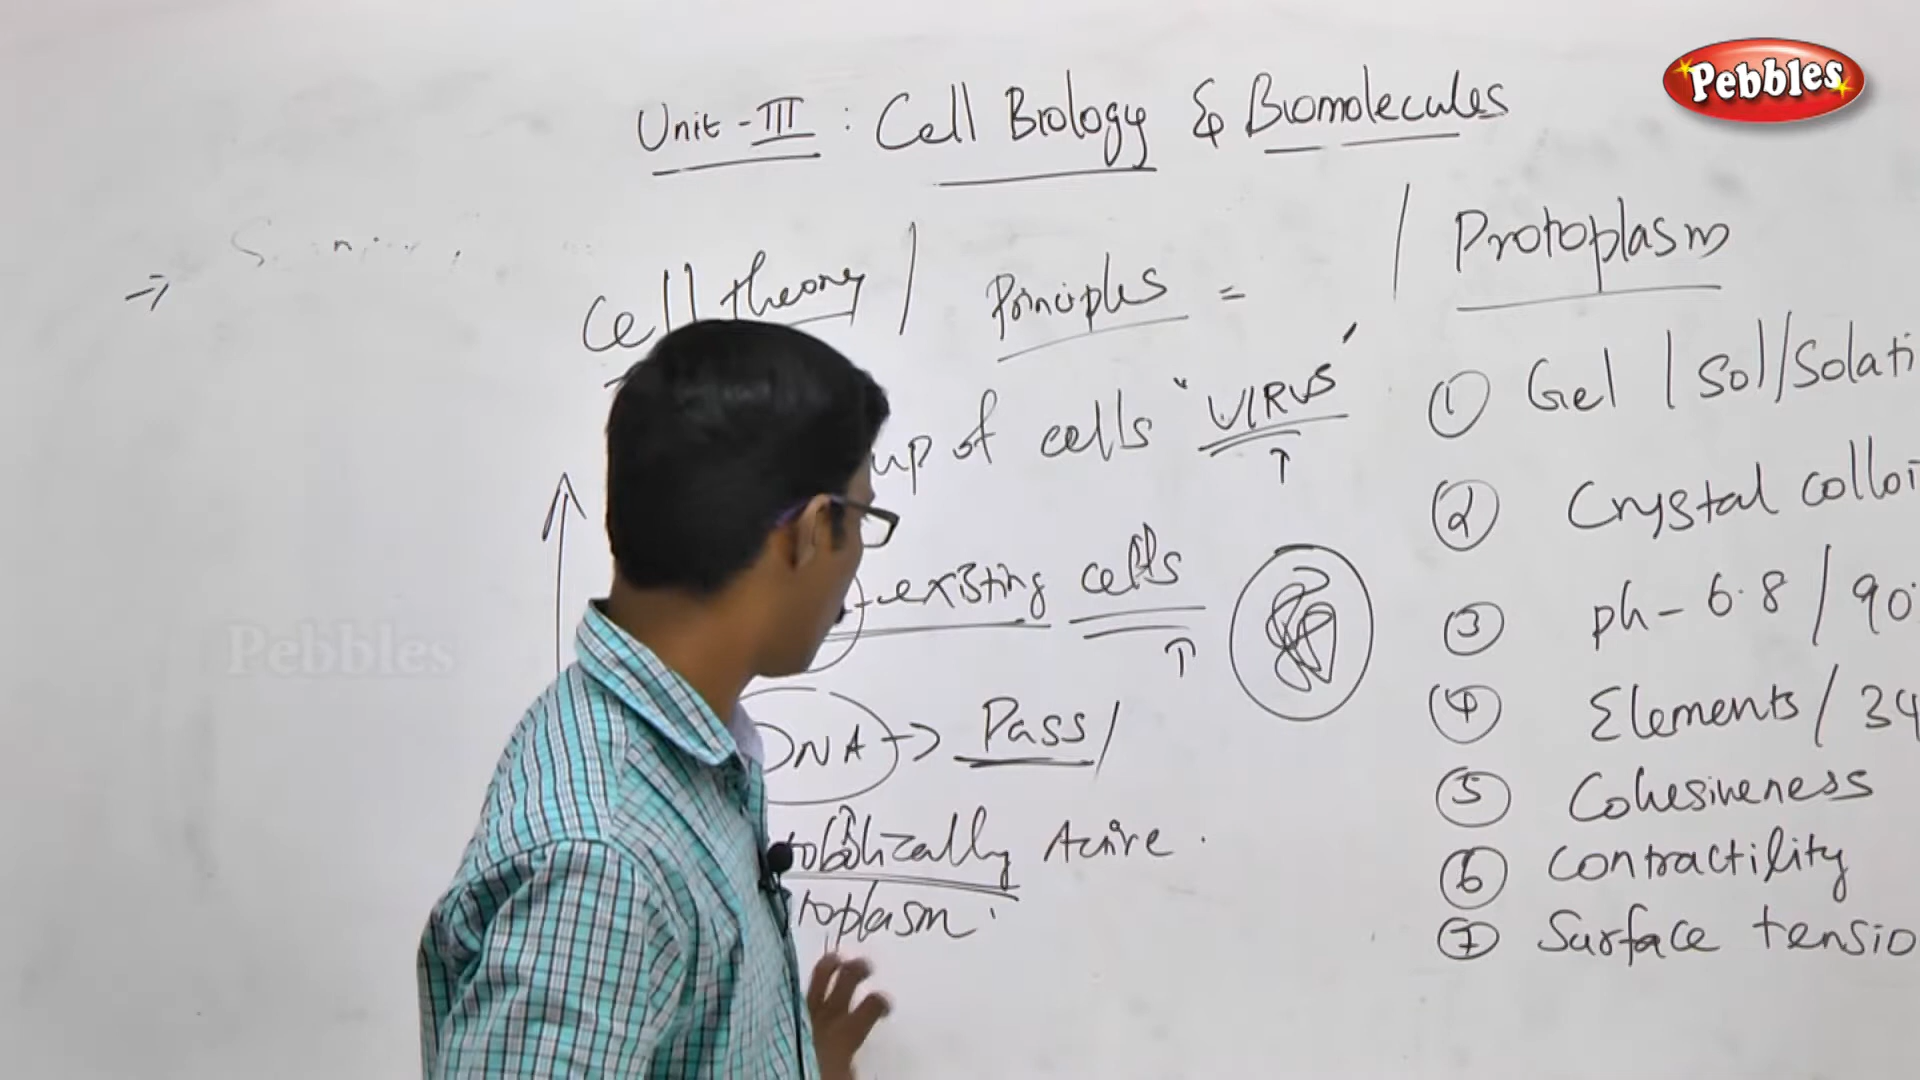 Pebbles
Unit - III : Cell Biology & Biomolecules
Cell theory / Principles =
up of cells "VIRUS"
-existing cells
DNA → Pass /
tabolically Active.
toplasm.
/ Protoplasm
① Gel / Sol/Solati
② Crystal colloi
③ ph - 6.8 / 90
④ Elements / 34
⑤ Cohesiveness
⑥ Contractility
⑦ Surface tensio
Pebbles